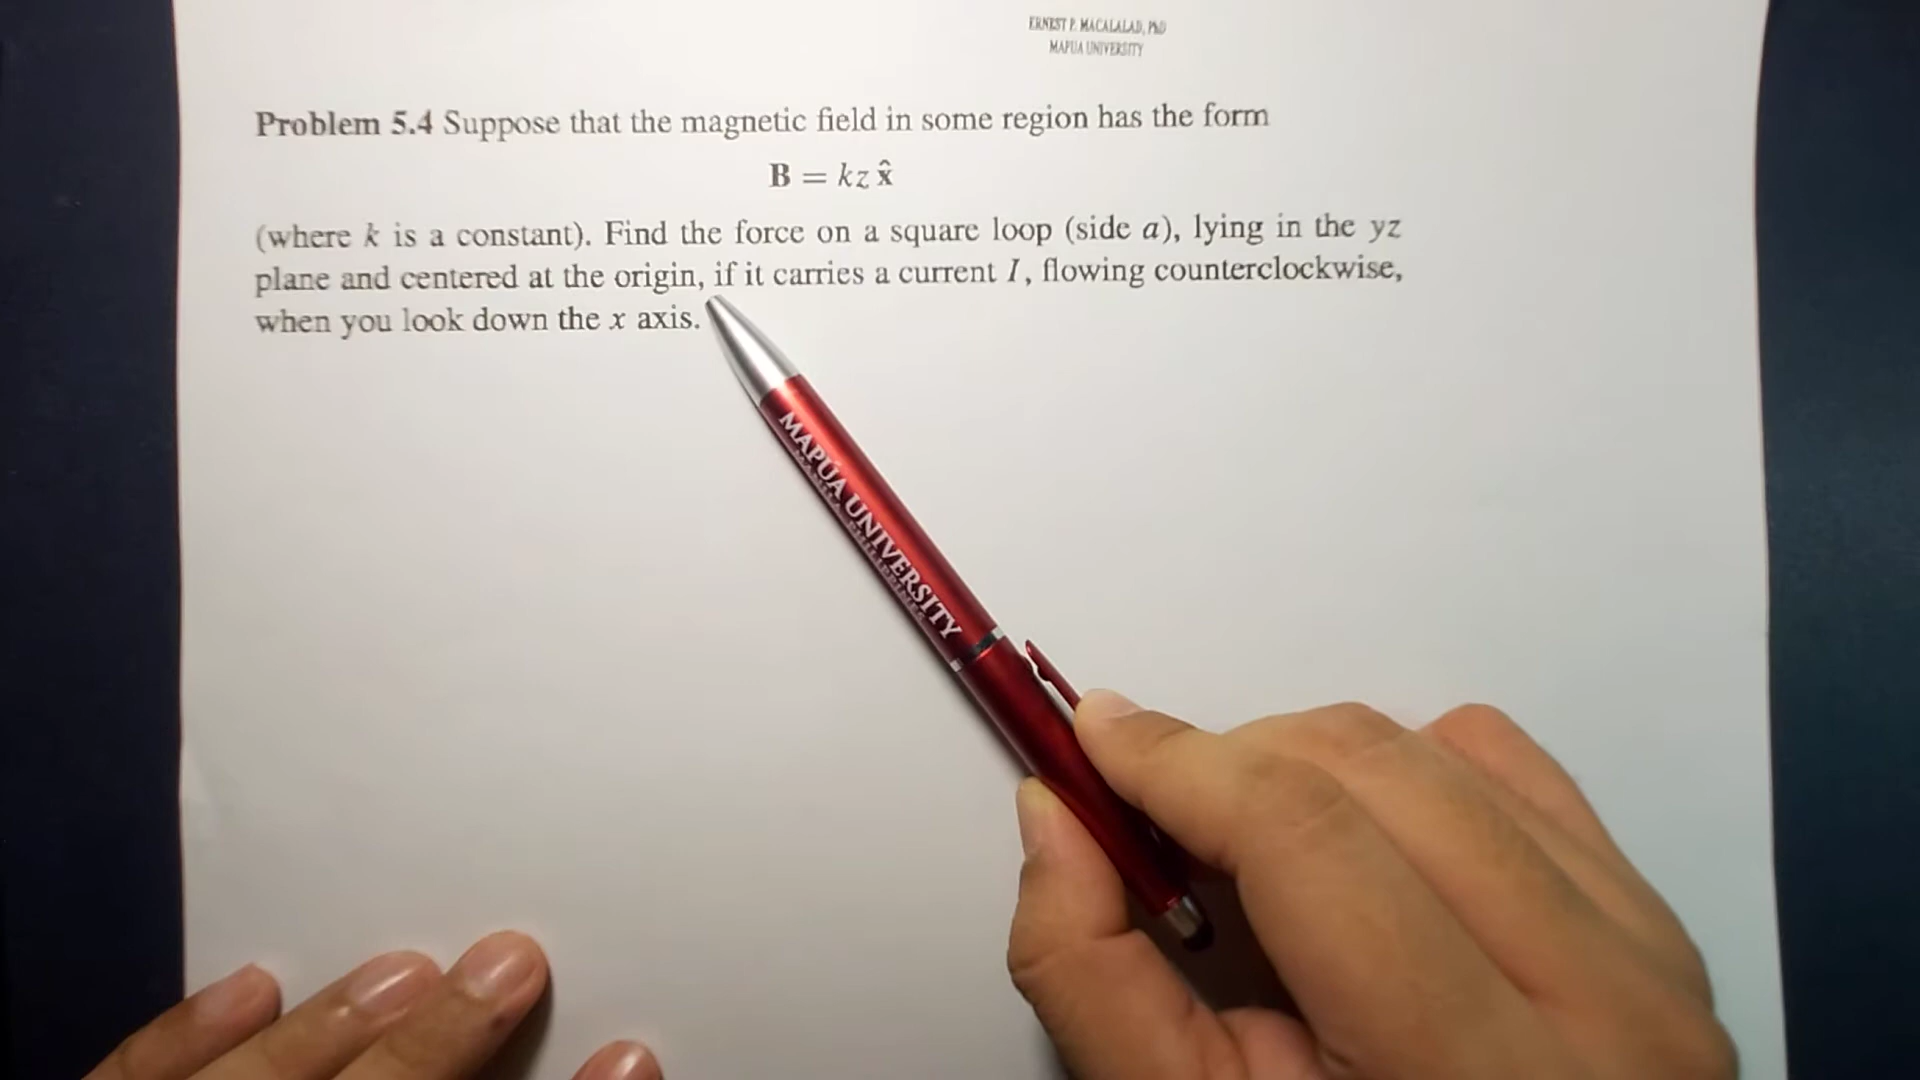 ERNEST P. MACALALAD, PhD
MAPUA UNIVERSITY
Problem 5.4 Suppose that the magnetic field in some region has the form
B = kz x̂
(where k is a constant). Find the force on a square loop (side a), lying in the yz
plane and centered at the origin, if it carries a current I, flowing counterclockwise,
when you look down the x axis.
MAPÚA UNIVERSITY